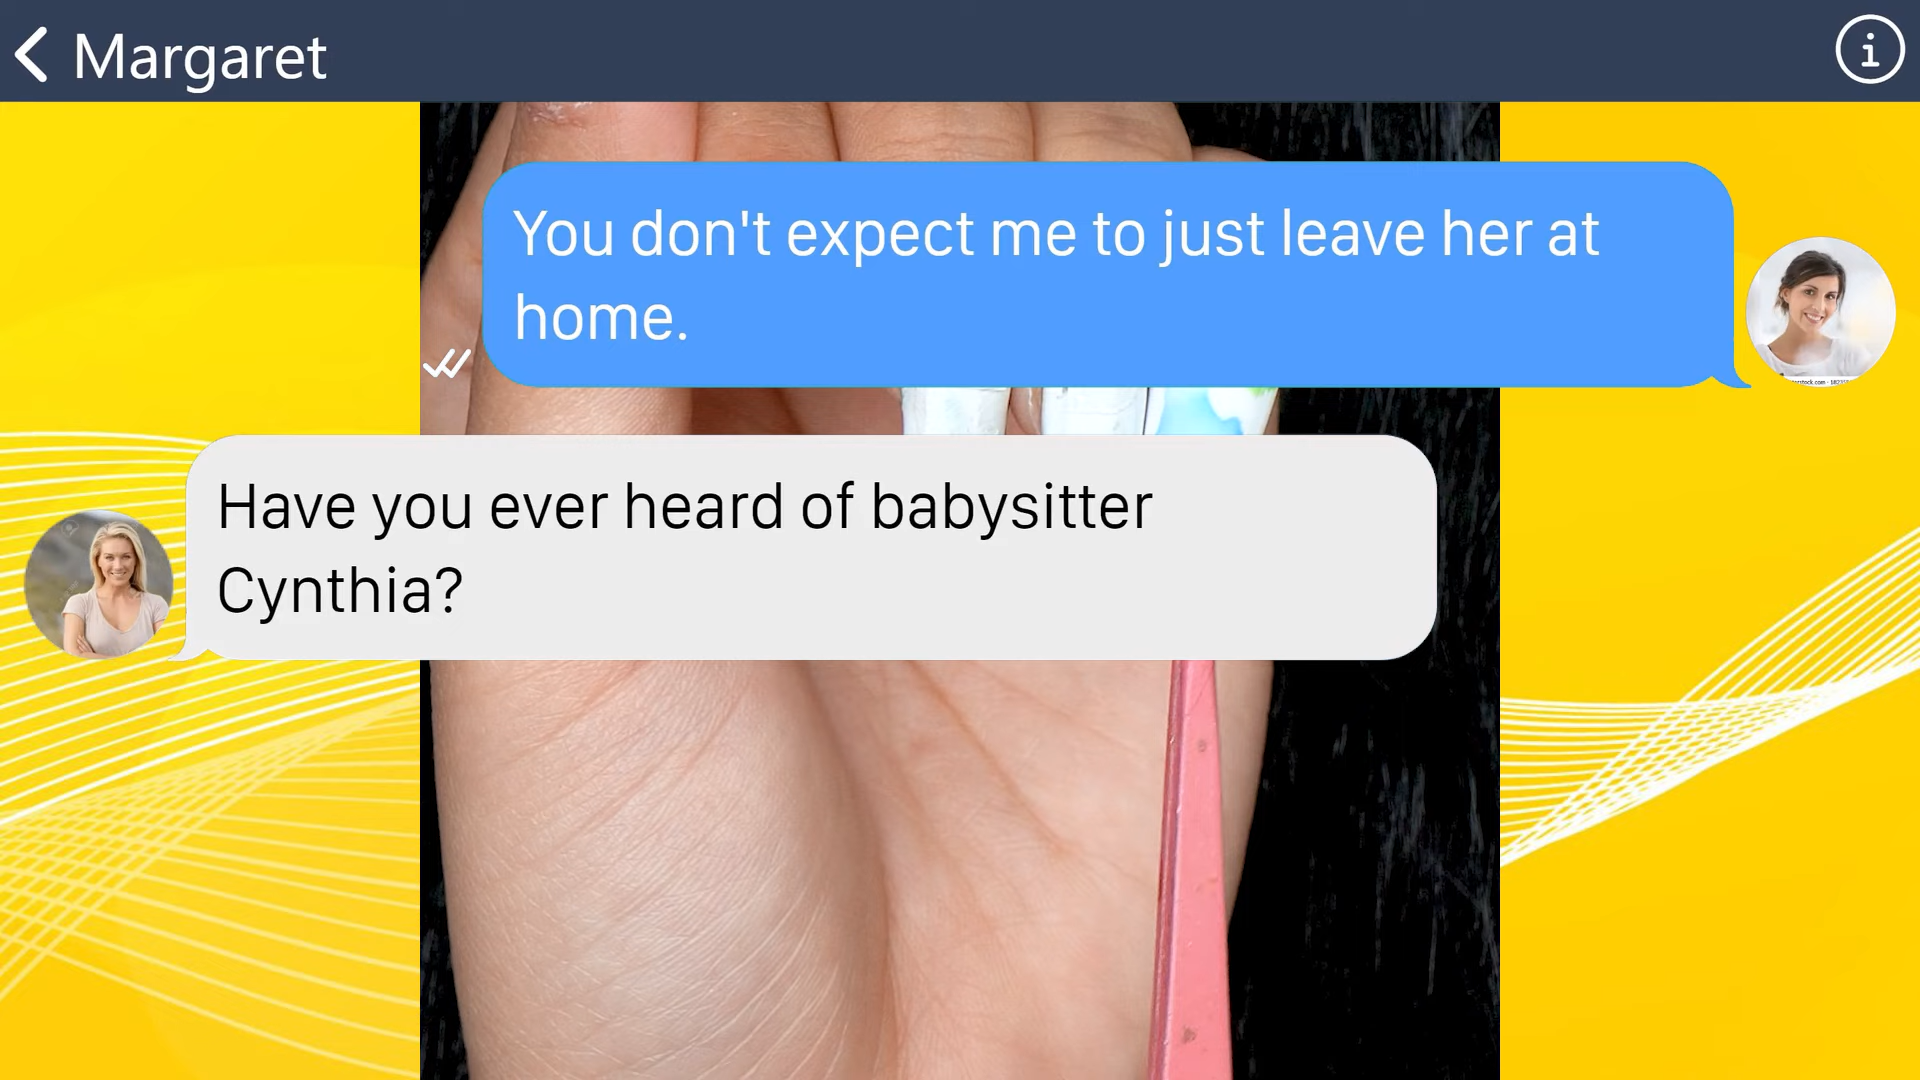 Margaret
You don't expect me to just leave her at
home.
Have you ever heard of babysitter
Cynthia?